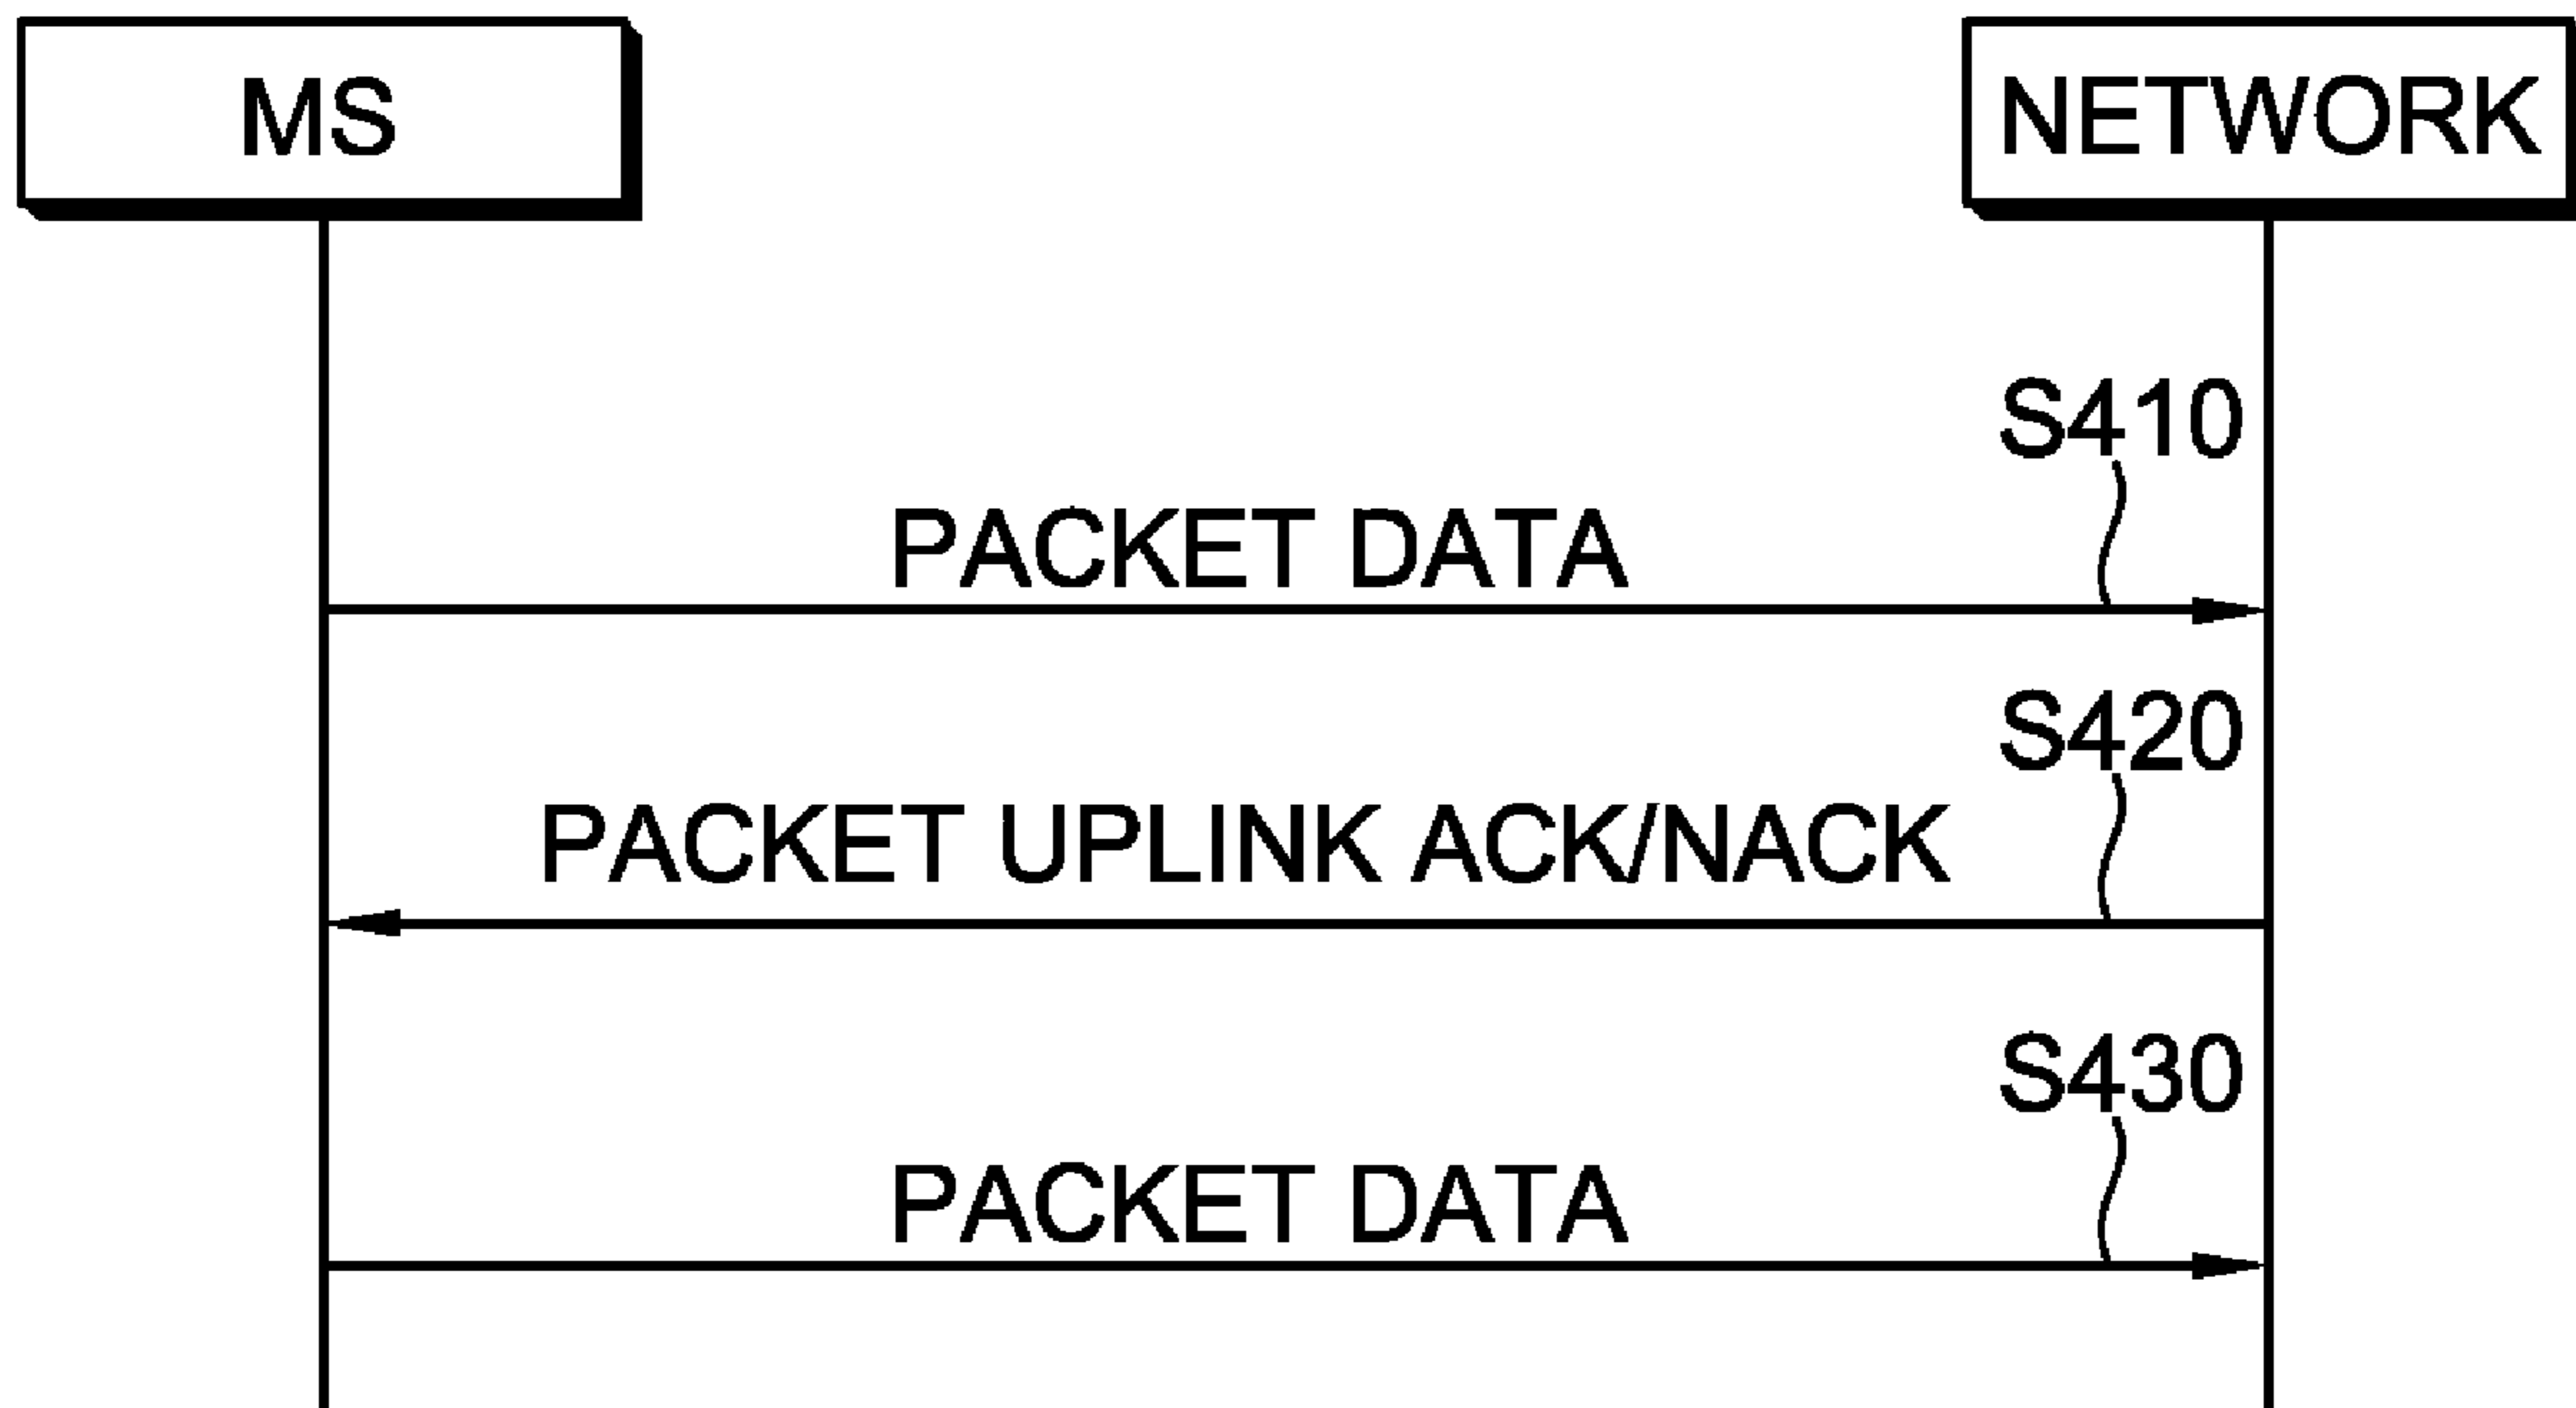 MS
NETWORK
S410
PACKET DATA
S420
PACKET UPLINK ACK/NACK
S430
PACKET DATA